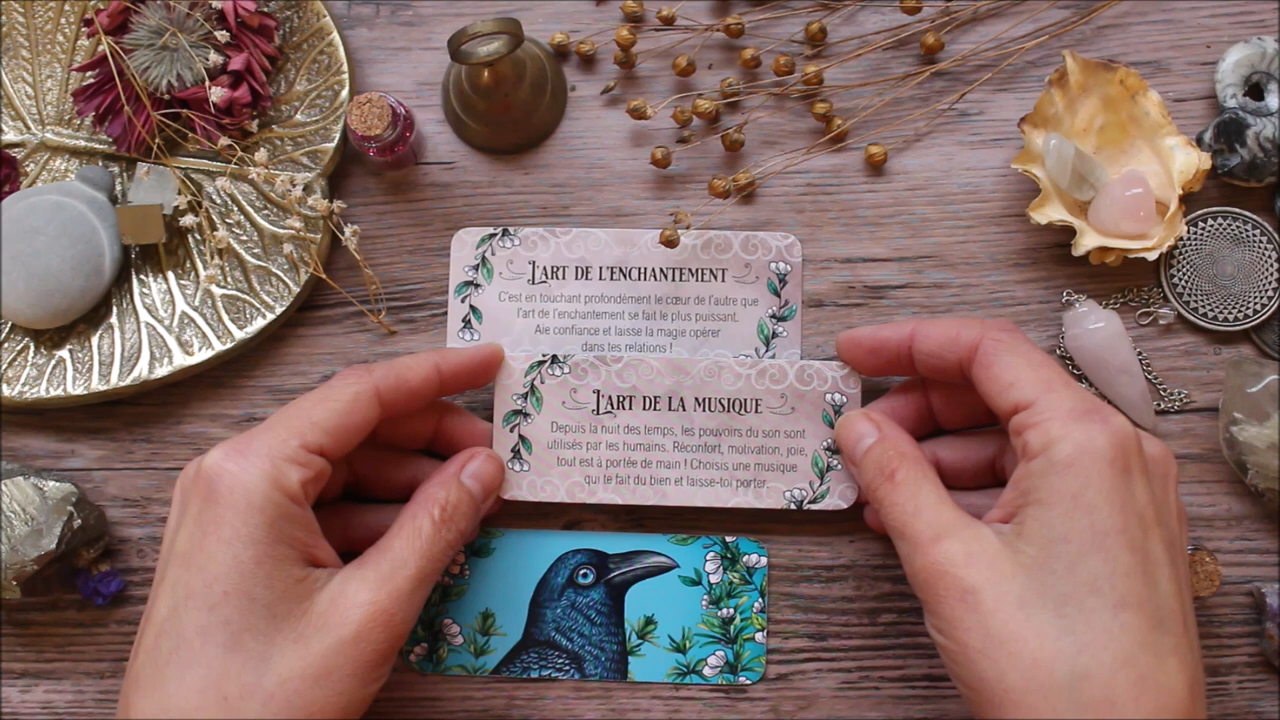 L'ART DE L'ENCHANTEMENT
C'est en touchant profondément le cœur de l'autre que
l'art de l'enchantement se fait le plus puissant.
Aie confiance et laisse la magie opérer
dans tes relations !
L'ART DE LA MUSIQUE
Depuis la nuit des temps, les pouvoirs du son sont
utilisés par les humains. Réconfort, motivation, joie,
tout est à portée de main ! Choisis une musique
qui te fait du bien et laisse-toi porter.